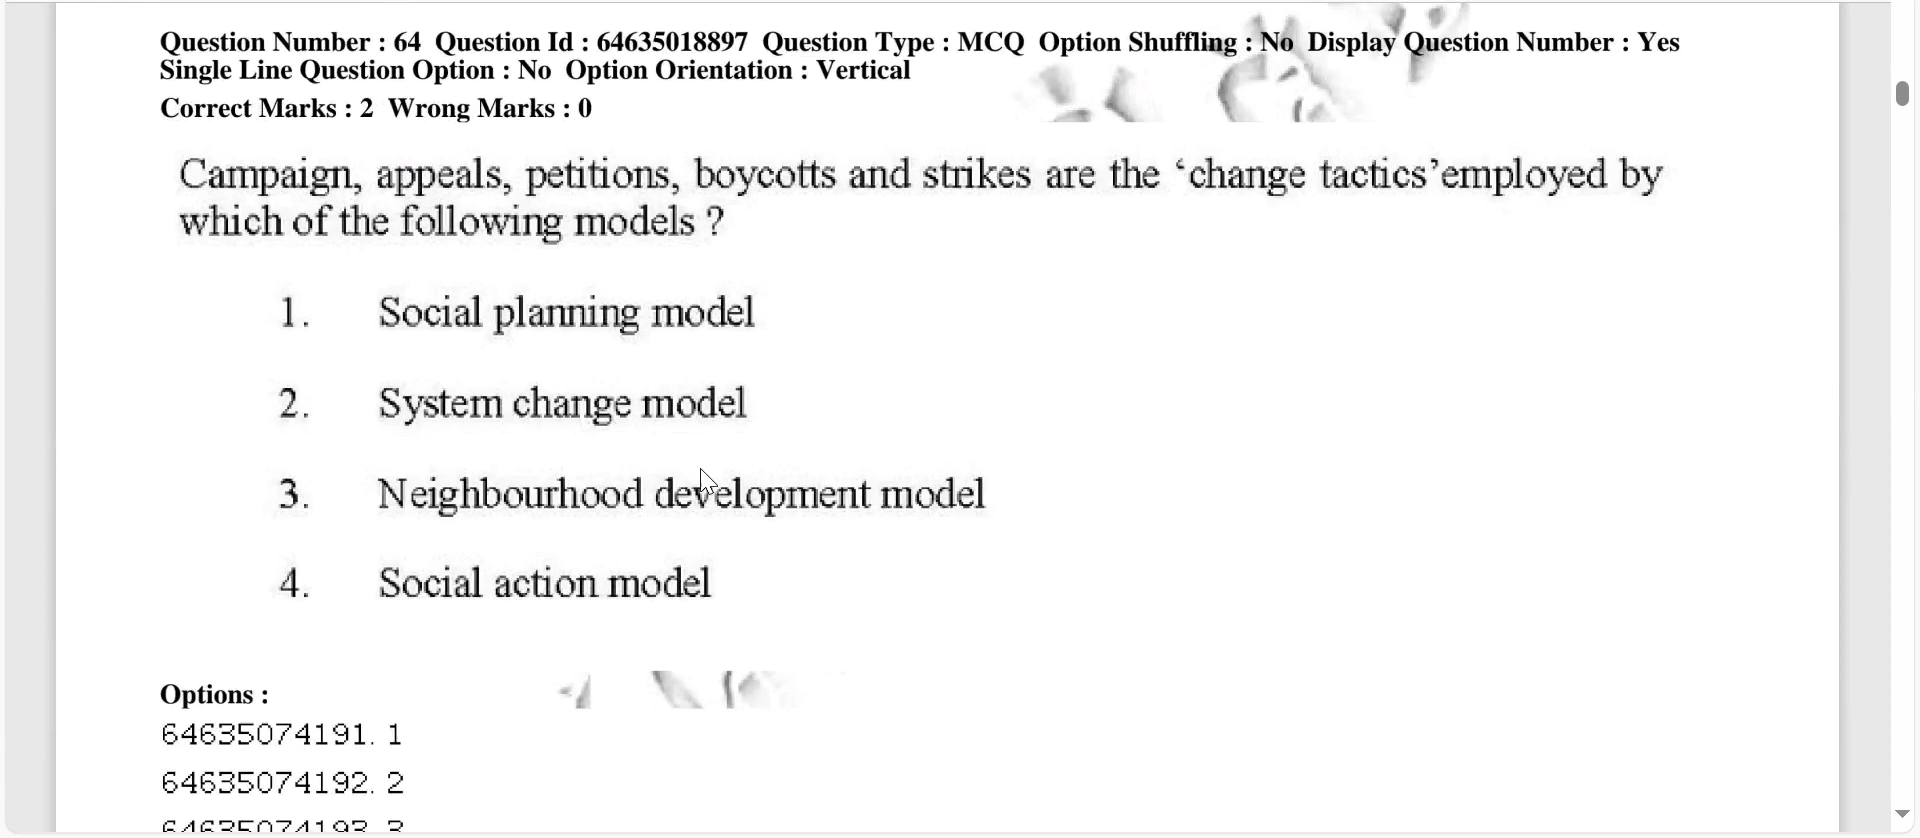 Question Number : 64 Question Id : 64635018897 Question Type : MCQ Option Shuffling : No Display Question Number : Yes
Single Line Question Option : No Option Orientation : Vertical
Correct Marks : 2 Wrong Marks : 0
Campaign, appeals, petitions, boycotts and strikes are the ‘change tactics’employed by
which of the following models ?
1. Social planning model
2. System change model
3. Neighbourhood development model
4. Social action model
Options :
64635074191. 1
64635074192. 2
64635074193. 3